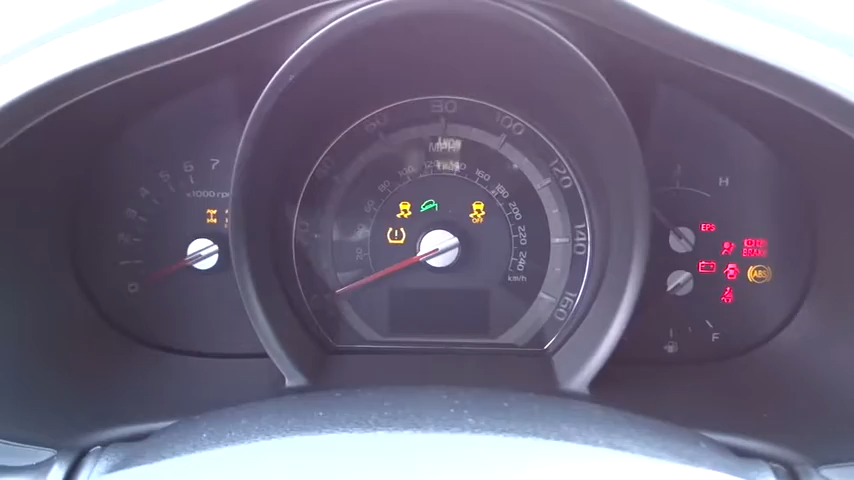 0 1 2 3 4 5 6 7
x1000 rpm
20 40 60 80 100 120 140 160
MPH
20 40 60 80 100 120 140 160 180 200 220 240
km/h
OFF
H
EPS
BRAKE
ABS
F